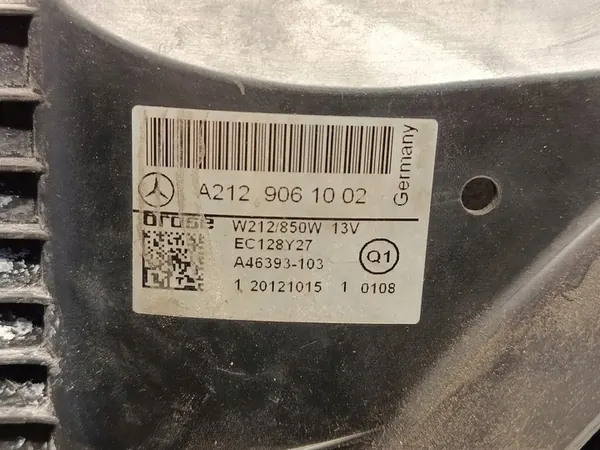 A212 906 10 02
Germany
brose
W212/850W 13V
EC128Y27
A46393-103
Q1
1 20121015 1 0108